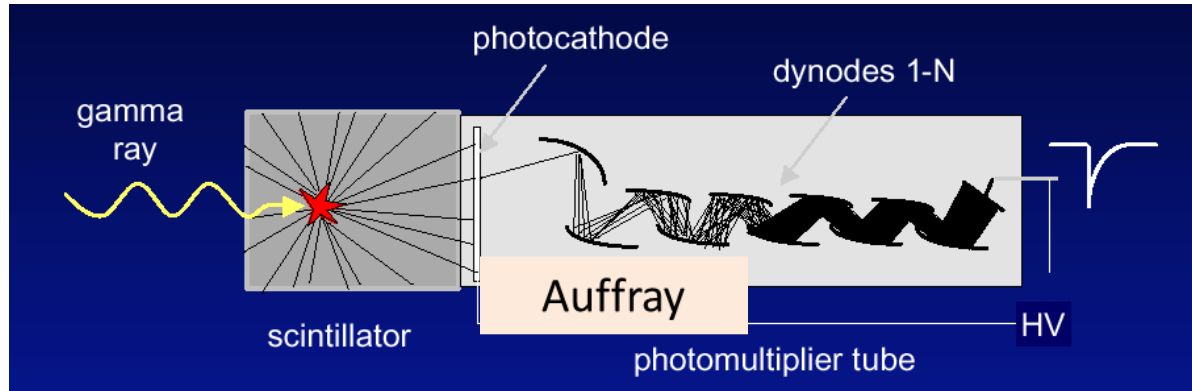 photocathode
dynodes 1-N
gamma
ray
Auffray
scintillator
HV
photomultiplier tube